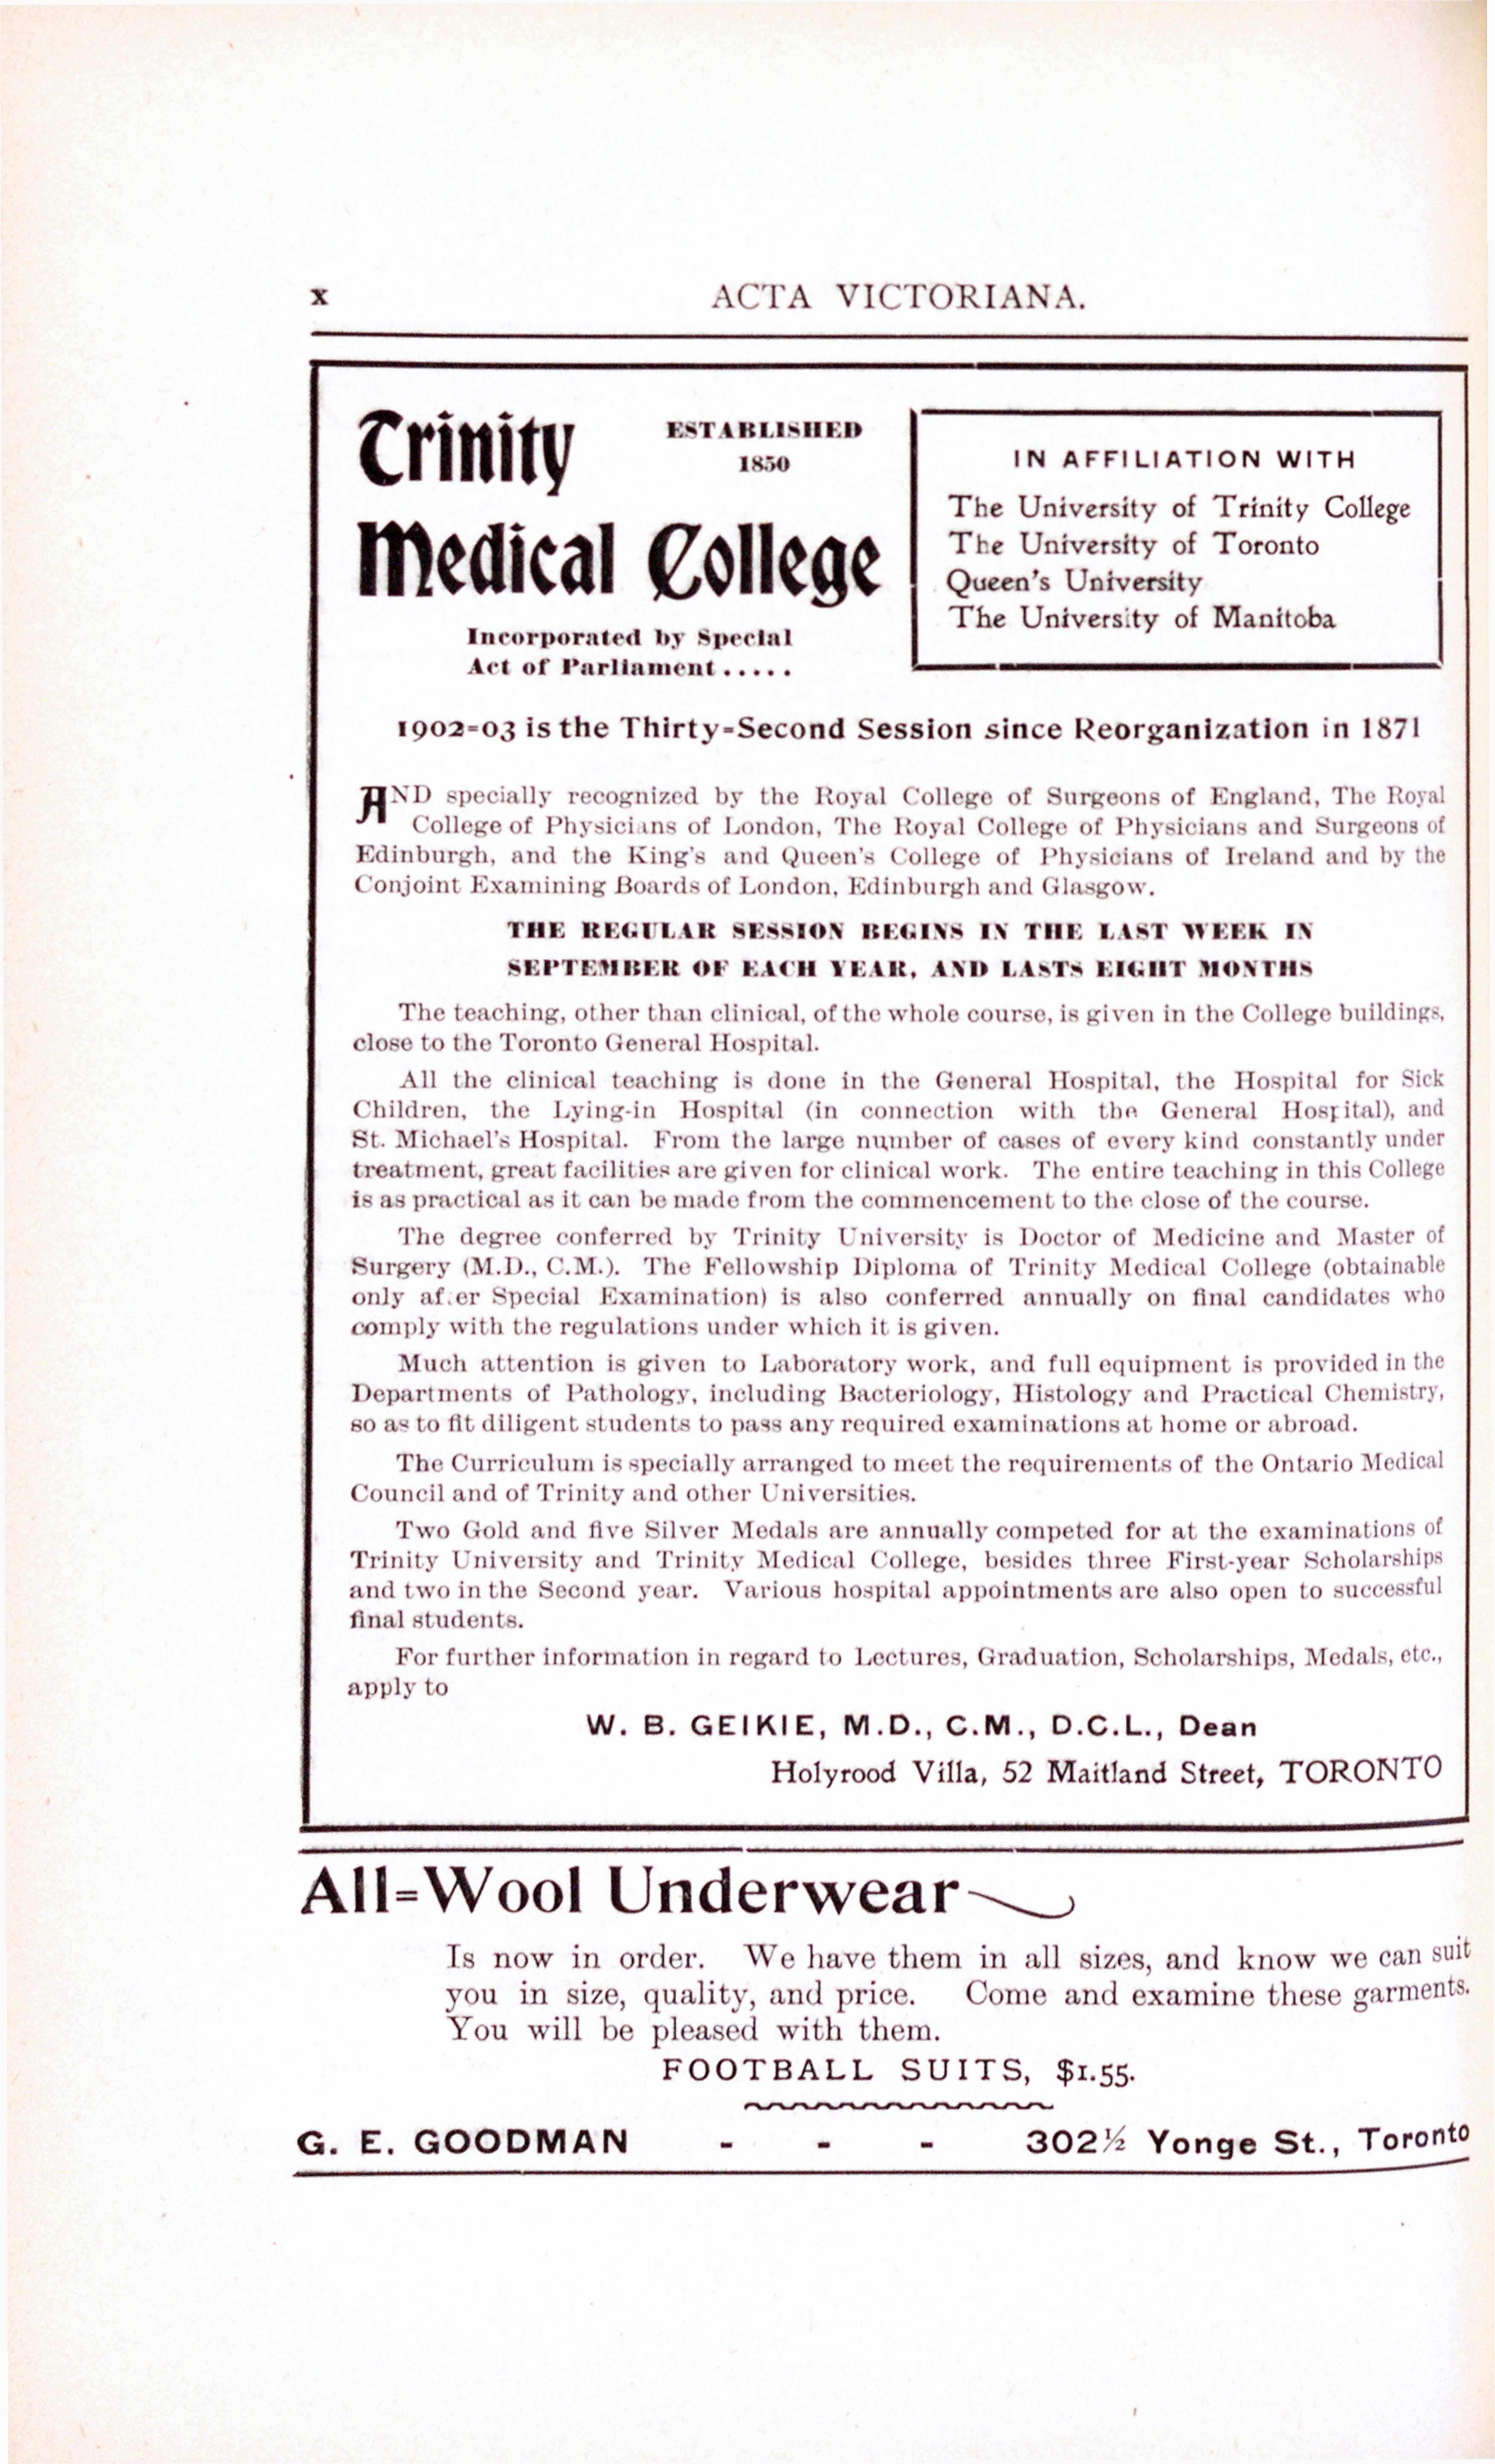 x
ACTA VICTORIANA.
Trinity
Medical College
ESTABLISHED
1850
Incorporated by Special
Act of Parliament.....
IN AFFILIATION WITH
The University of Trinity College
The University of Toronto
Queen's University
The University of Manitoba
1902-03 is the Thirty-Second Session since Reorganization in 1871
AND specially recognized by the Royal College of Surgeons of England, The Royal
College of Physicians of London, The Royal College of Physicians and Surgeons of
Edinburgh, and the King's and Queen's College of Physicians of Ireland and by the
Conjoint Examining Boards of London, Edinburgh and Glasgow.
THE REGULAR SESSION BEGINS IN THE LAST WEEK IN
SEPTEMBER OF EACH YEAR, AND LASTS EIGHT MONTHS
The teaching, other than clinical, of the whole course, is given in the College buildings,
close to the Toronto General Hospital.
All the clinical teaching is done in the General Hospital, the Hospital for Sick
Children, the Lying-in Hospital (in connection with the General Hospital), and
St. Michael's Hospital. From the large number of cases of every kind constantly under
treatment, great facilities are given for clinical work. The entire teaching in this College
is as practical as it can be made from the commencement to the close of the course.
The degree conferred by Trinity University is Doctor of Medicine and Master of
Surgery (M.D., C.M.). The Fellowship Diploma of Trinity Medical College (obtainable
only after Special Examination) is also conferred annually on final candidates who
comply with the regulations under which it is given.
Much attention is given to Laboratory work, and full equipment is provided in the
Departments of Pathology, including Bacteriology, Histology and Practical Chemistry,
so as to fit diligent students to pass any required examinations at home or abroad.
The Curriculum is specially arranged to meet the requirements of the Ontario Medical
Council and of Trinity and other Universities.
Two Gold and five Silver Medals are annually competed for at the examinations of
Trinity University and Trinity Medical College, besides three First-year Scholarships
and two in the Second year. Various hospital appointments are also open to successful
final students.
For further information in regard to Lectures, Graduation, Scholarships, Medals, etc.,
apply to
W. B. GEIKIE, M.D., C.M., D.C.L., Dean
Holyrood Villa, 52 Maitland Street, TORONTO
All-Wool Underwear
Is now in order. We have them in all sizes, and know we can suit
you in size, quality, and price. Come and examine these garments.
You will be pleased with them.
FOOTBALL SUITS, $1.55.
G. E. GOODMAN - - - 302½ Yonge St., Toronto